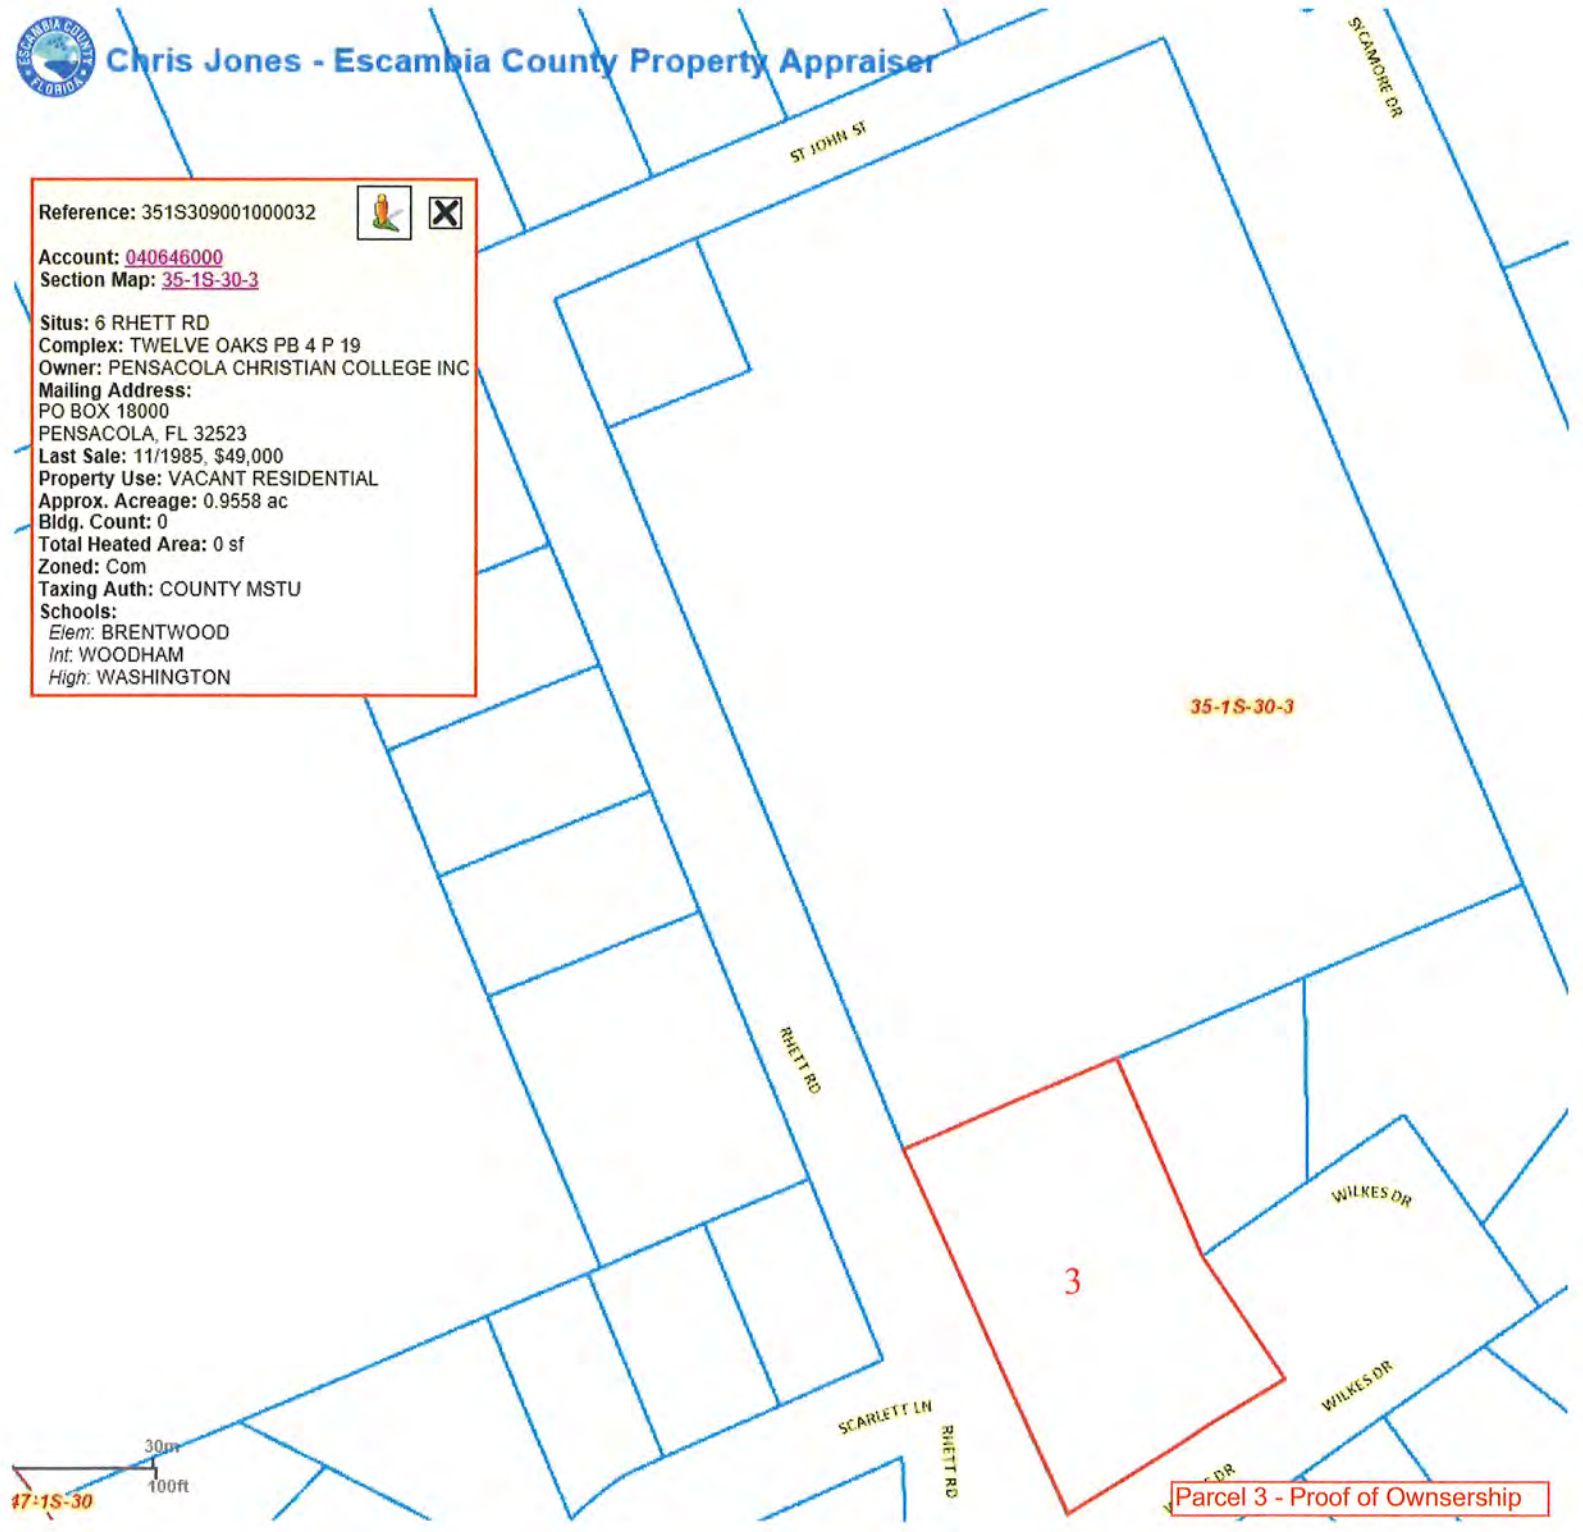 ESCAMBIA COUNTY
FLORIDA
Chris Jones - Escambia County Property Appraiser
SYCAMORE DR
ST JOHN ST
Reference: 351S309001000032
Account: 040646000
Section Map: 35-1S-30-3
Situs: 6 RHETT RD
Complex: TWELVE OAKS PB 4 P 19
Owner: PENSACOLA CHRISTIAN COLLEGE INC
Mailing Address:
PO BOX 18000
PENSACOLA, FL 32523
Last Sale: 11/1985, $49,000
Property Use: VACANT RESIDENTIAL
Approx. Acreage: 0.9558 ac
Bldg. Count: 0
Total Heated Area: 0 sf
Zoned: Com
Taxing Auth: COUNTY MSTU
Schools:
Elem: BRENTWOOD
Int: WOODHAM
High: WASHINGTON
35-1S-30-3
RHETT RD
WILKES DR
3
WILKES DR
SCARLETT LN
RHETT RD
30m
100ft
47-1S-30
DR
Parcel 3 - Proof of Ownsership